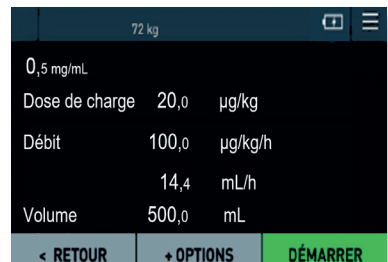 72 kg
0,5 mg/mL
Dose de charge 20,0 µg/kg
Débit 100,0 µg/kg/h
14,4 mL/h
Volume 500,0 mL
< RETOUR + OPTIONS DÉMARRER